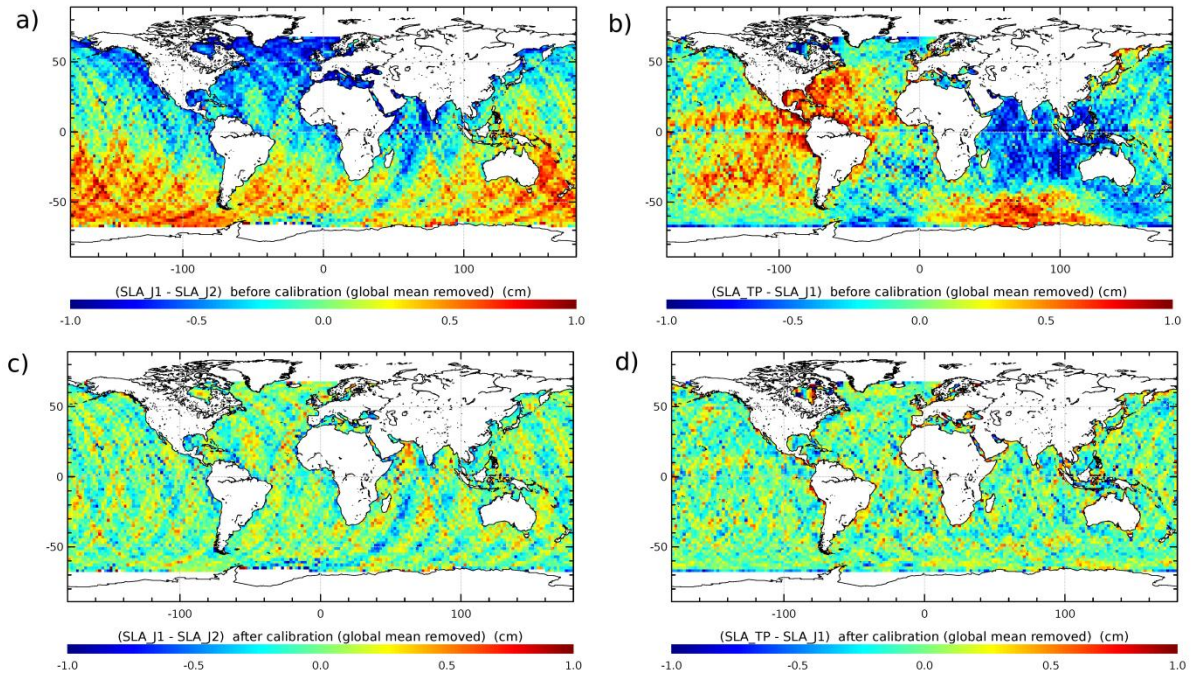 a)
50
0
-50
-100 0 100
(SLA_J1 - SLA_J2) before calibration (global mean removed) (cm)
-1.0 -0.5 0.0 0.5 1.0
b)
50
0
-50
-100 0 100
(SLA_TP - SLA_J1) before calibration (global mean removed) (cm)
-1.0 -0.5 0.0 0.5 1.0
c)
50
0
-50
-100 0 100
(SLA_J1 - SLA_J2) after calibration (global mean removed) (cm)
-1.0 -0.5 0.0 0.5 1.0
d)
50
0
-50
-100 0 100
(SLA_TP - SLA_J1) after calibration (global mean removed) (cm)
-1.0 -0.5 0.0 0.5 1.0